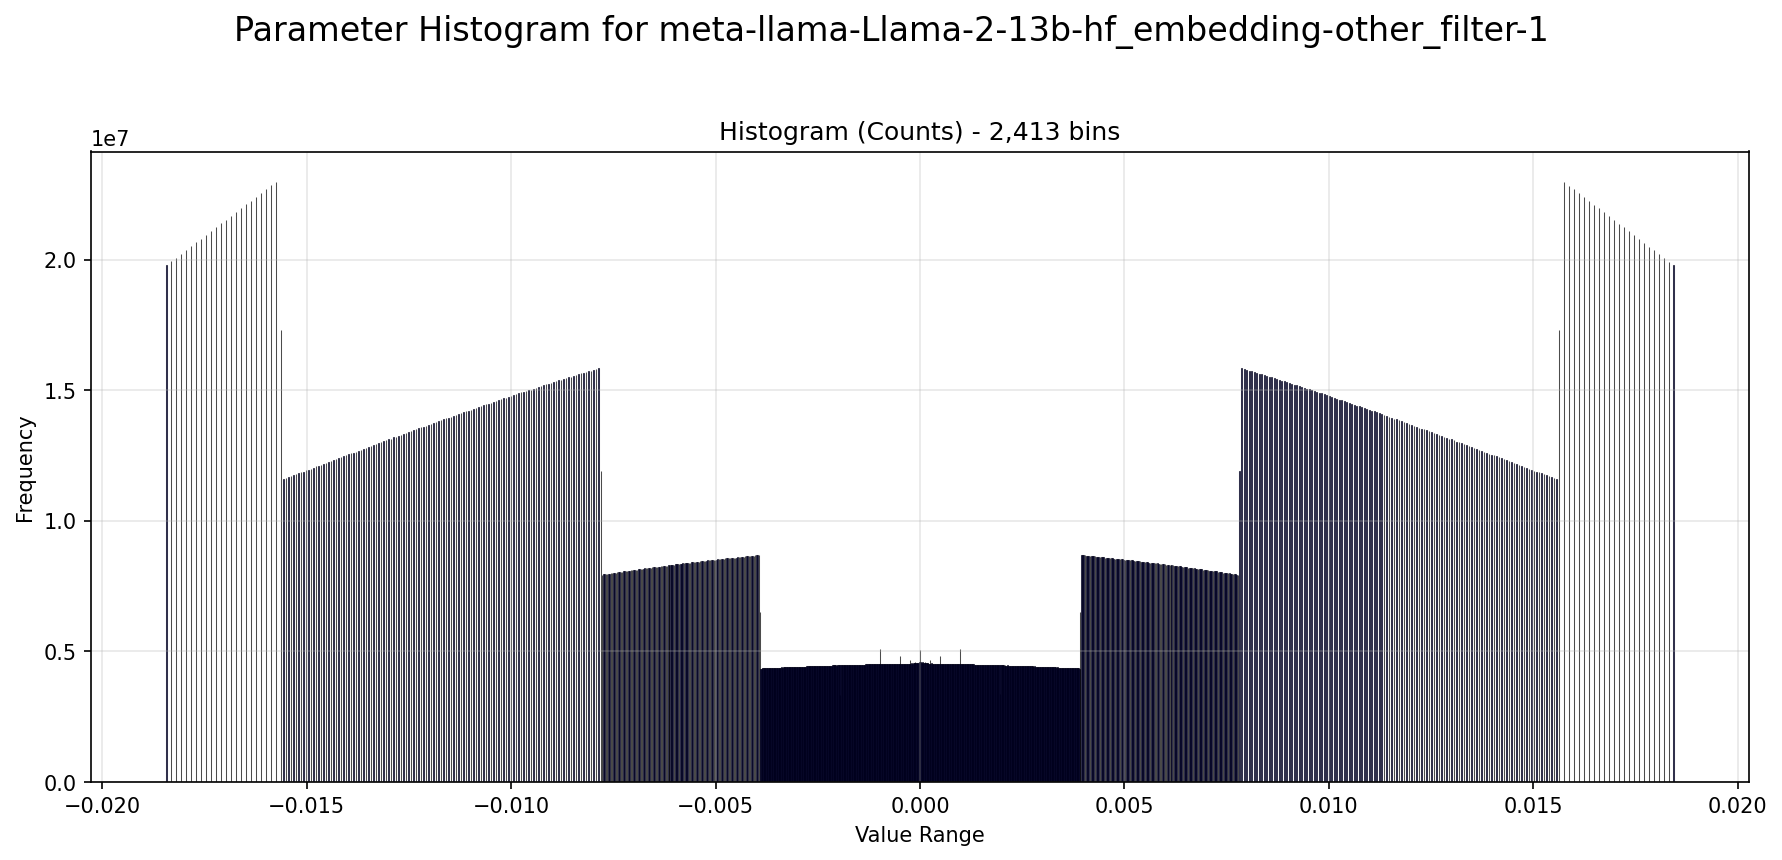 Parameter Histogram for meta-llama-Llama-2-13b-hf_embedding-other_filter-1
Histogram (Counts) - 2,413 bins
1e7
2.0
1.5
1.0
0.5
0.0
Frequency
−0.020 −0.015 −0.010 −0.005 0.000 0.005 0.010 0.015 0.020
Value Range